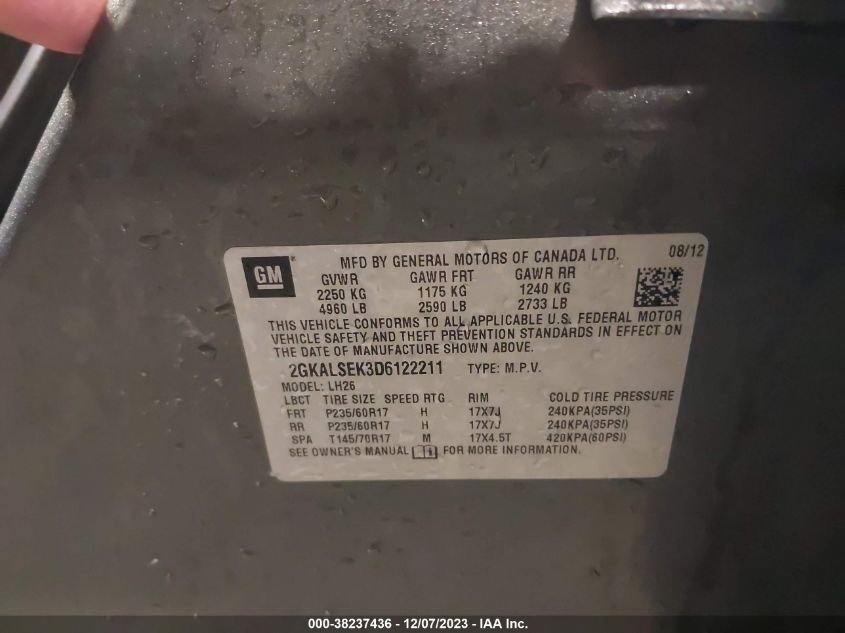 GM
MFD BY GENERAL MOTORS OF CANADA LTD. 08/12
GVWR GAWR FRT GAWR RR
2250 KG 1175 KG 1240 KG
4960 LB 2590 LB 2733 LB
THIS VEHICLE CONFORMS TO ALL APPLICABLE U.S. FEDERAL MOTOR
VEHICLE SAFETY AND THEFT PREVENTION STANDARDS IN EFFECT ON
THE DATE OF MANUFACTURE SHOWN ABOVE.
2GKALSEK3D6122211 TYPE: M.P.V.
MODEL: LH26
LBCT TIRE SIZE SPEED RTG RIM COLD TIRE PRESSURE
FRT P235/60R17 H 17X7J 240KPA(35PSI)
RR P235/60R17 H 17X7J 240KPA(35PSI)
SPA T145/70R17 M 17X4.5T 420KPA(60PSI)
SEE OWNER'S MANUAL FOR MORE INFORMATION.
000-38237436 - 12/07/2023 - IAA Inc.